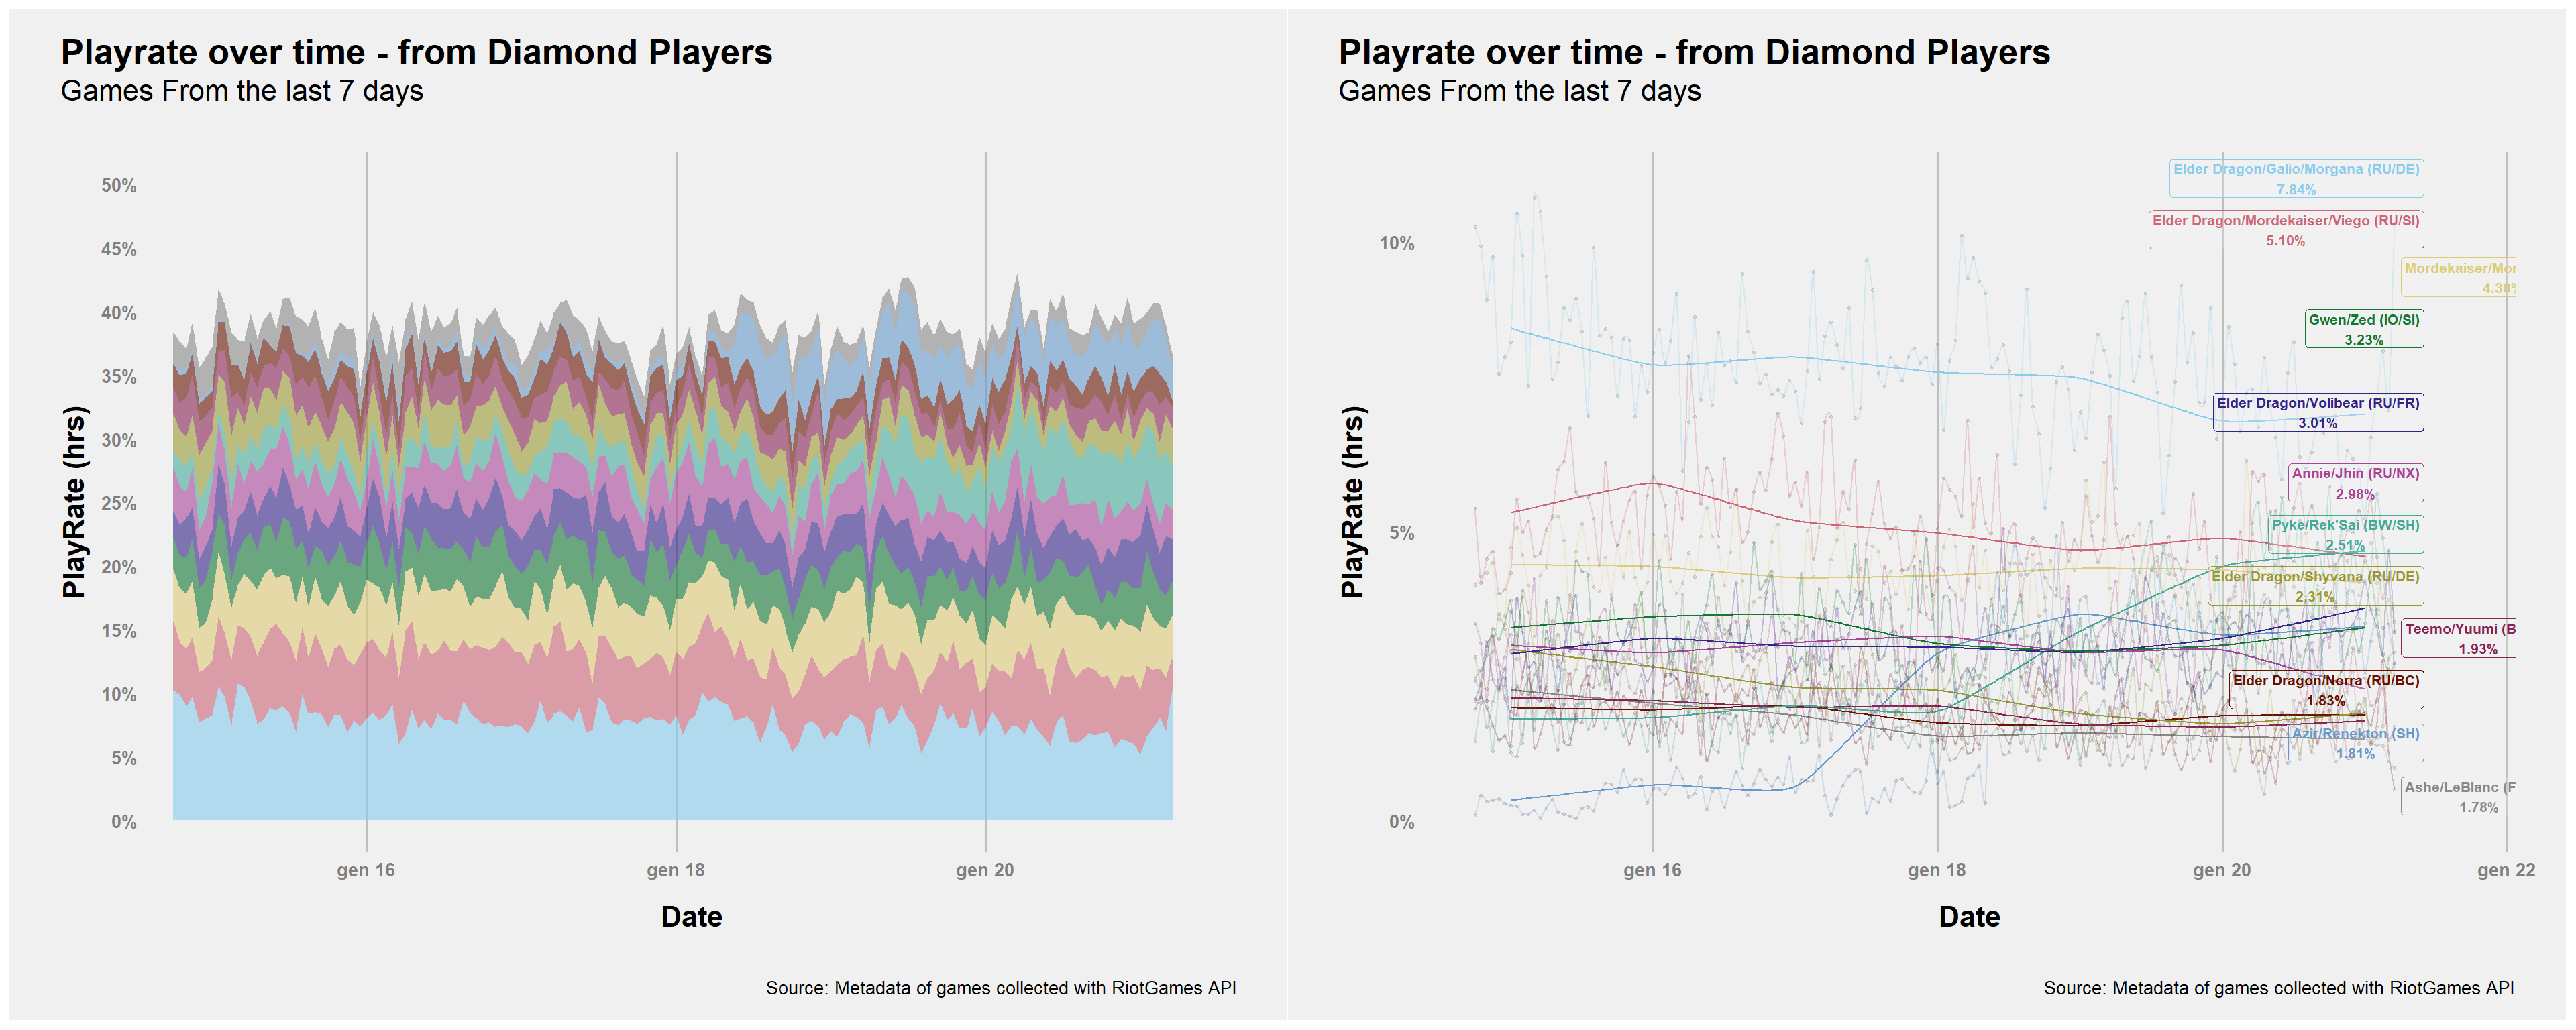 Playrate over time - from Diamond Players
Games From the last 7 days
PlayRate (hrs)
50%
45%
40%
35%
30%
25%
20%
15%
10%
5%
0%
gen 16
gen 18
gen 20
Date
Source: Metadata of games collected with RiotGames API
Playrate over time - from Diamond Players
Games From the last 7 days
PlayRate (hrs)
10%
5%
0%
Elder Dragon/Galio/Morgana (RU/DE)
7.84%
Elder Dragon/Mordekaiser/Viego (RU/SI)
5.10%
Mordekaiser/Mor
4.30%
Gwen/Zed (IO/SI)
3.23%
Elder Dragon/Volibear (RU/FR)
3.01%
Annie/Jhin (RU/NX)
2.98%
Pyke/Rek'Sai (BW/SH)
2.51%
Elder Dragon/Shyvana (RU/DE)
2.31%
Teemo/Yuumi (B
1.93%
Elder Dragon/Norra (RU/BC)
1.83%
Azir/Renekton (SH)
1.81%
Ashe/LeBlanc (F
1.78%
gen 16
gen 18
gen 20
gen 22
Date
Source: Metadata of games collected with RiotGames API